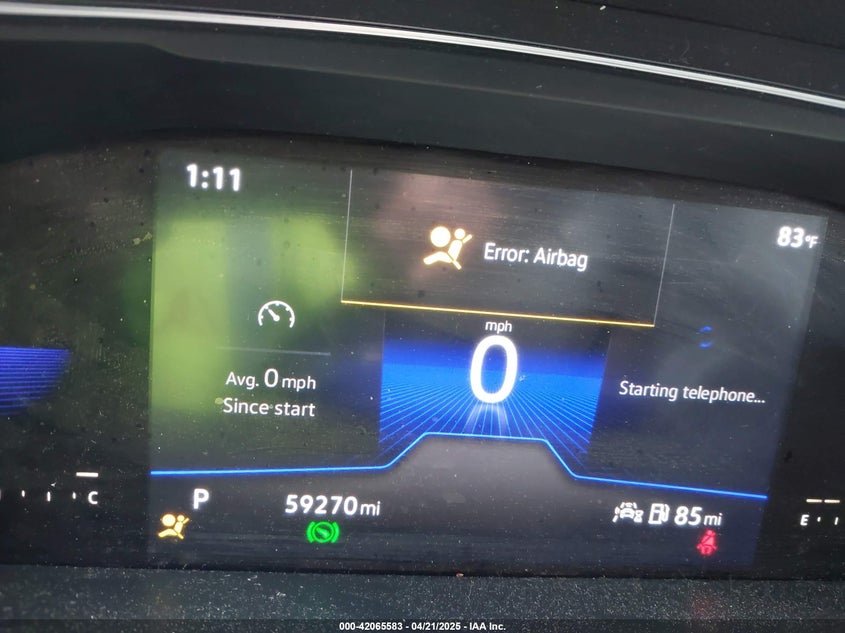 1:11
83°F
Error: Airbag
mph
0
Avg. 0 mph
Since start
Starting telephone...
P
59270 mi
85 mi
C
E
000-42065583 - 04/21/2025 - IAA Inc.